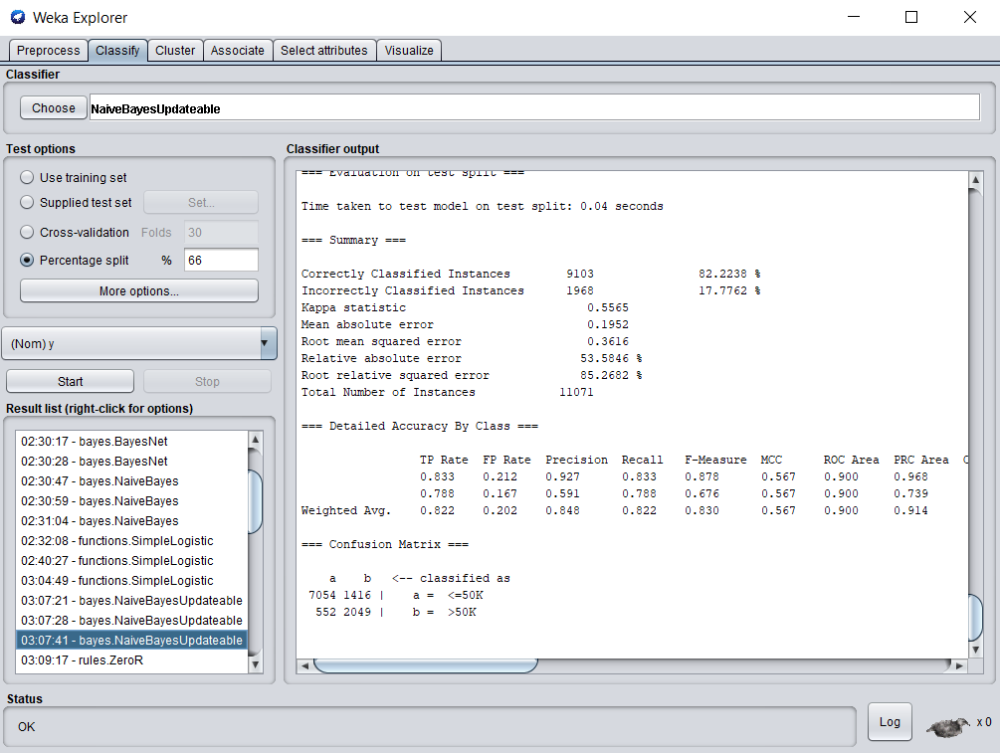 Weka Explorer
Preprocess Classify Cluster Associate Select attributes Visualize
Classifier
Choose NaiveBayesUpdateable
Test options
Use training set
Supplied test set Set...
Cross-validation Folds 30
Percentage split % 66
More options...
(Nom) y
Start Stop
Result list (right-click for options)
02:30:17 - bayes.BayesNet
02:30:28 - bayes.BayesNet
02:30:47 - bayes.NaiveBayes
02:30:59 - bayes.NaiveBayes
02:31:04 - bayes.NaiveBayes
02:32:08 - functions.SimpleLogistic
02:40:27 - functions.SimpleLogistic
03:04:49 - functions.SimpleLogistic
03:07:21 - bayes.NaiveBayesUpdateable
03:07:28 - bayes.NaiveBayesUpdateable
03:07:41 - bayes.NaiveBayesUpdateable
03:09:17 - rules.ZeroR
Classifier output
=== Evaluation on test split ===
Time taken to test model on test split: 0.04 seconds
=== Summary ===
Correctly Classified Instances 9103 82.2238 %
Incorrectly Classified Instances 1968 17.7762 %
Kappa statistic 0.5565
Mean absolute error 0.1952
Root mean squared error 0.3616
Relative absolute error 53.5846 %
Root relative squared error 85.2682 %
Total Number of Instances 11071
=== Detailed Accuracy By Class ===
TP Rate FP Rate Precision Recall F-Measure MCC ROC Area PRC Area C
0.833 0.212 0.927 0.833 0.878 0.567 0.900 0.968
0.788 0.167 0.591 0.788 0.676 0.567 0.900 0.739
Weighted Avg. 0.822 0.202 0.848 0.822 0.830 0.567 0.900 0.914
=== Confusion Matrix ===
a b <-- classified as
7054 1416 | a = <=50K
552 2049 | b = >50K
Status
OK
Log
x 0